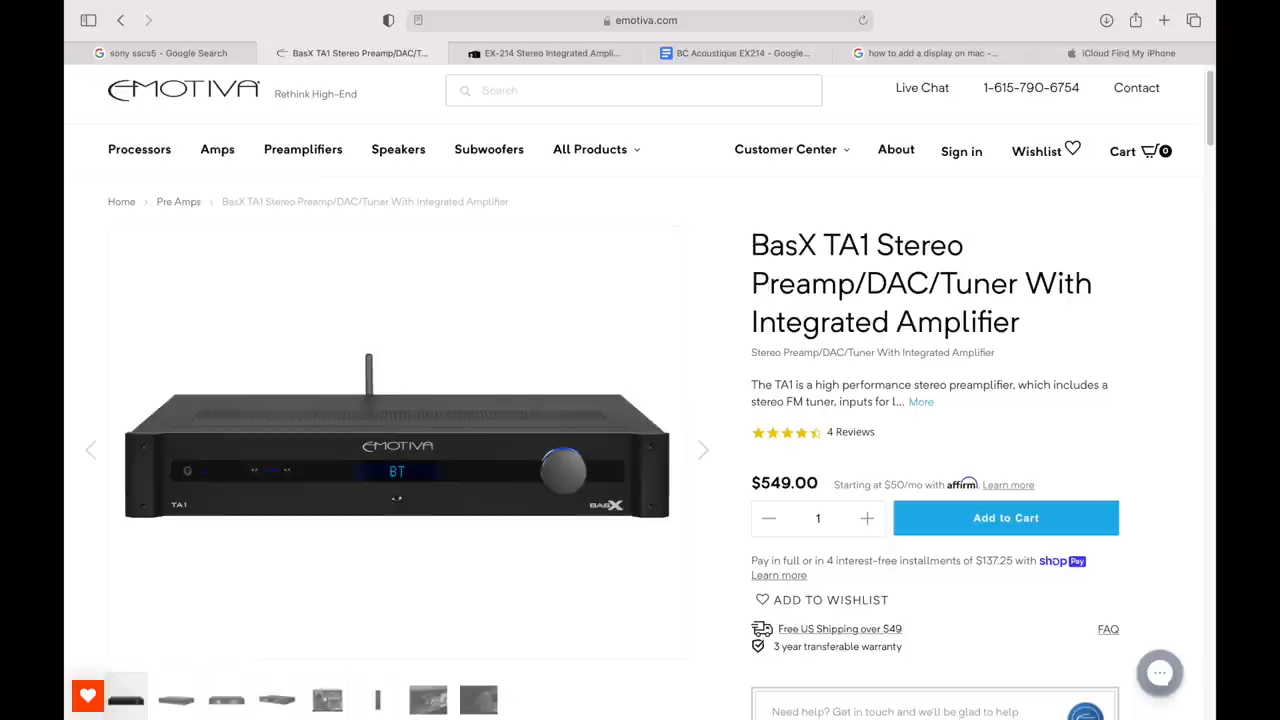 emotiva.com
sony sscs5 - Google Search
BasX TA1 Stereo Preamp/DAC/T...
EX-214 Stereo Integrated Ampli...
BC Acoustique EX214 - Google...
how to add a display on mac -...
iCloud Find My iPhone
EMOTIVA
Rethink High-End
Search
Live Chat
1-615-790-6754
Contact
Processors
Amps
Preamplifiers
Speakers
Subwoofers
All Products
Customer Center
About
Sign in
Wishlist
Cart
0
Home › Pre Amps › BasX TA1 Stereo Preamp/DAC/Tuner With Integrated Amplifier
EMOTIVA
BT
TA1
BASX
BasX TA1 Stereo
Preamp/DAC/Tuner With
Integrated Amplifier
Stereo Preamp/DAC/Tuner With Integrated Amplifier
The TA1 is a high performance stereo preamplifier, which includes a
stereo FM tuner, inputs for l... More
4 Reviews
$549.00
Starting at $50/mo with affirm. Learn more
1
Add to Cart
Pay in full or in 4 interest-free installments of $137.25 with shop Pay
Learn more
ADD TO WISHLIST
Free US Shipping over $49
FAQ
3 year transferable warranty
Need help? Get in touch and we'll be glad to help